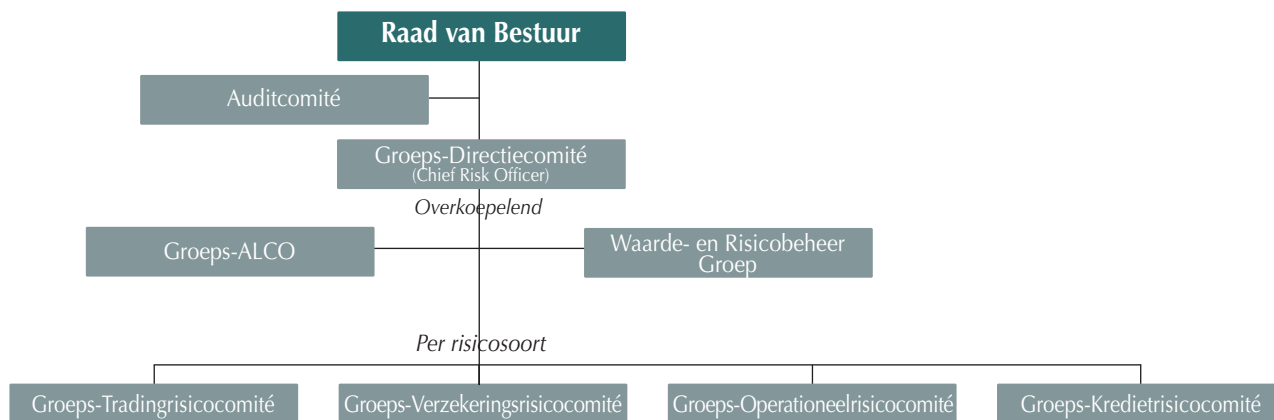 Raad van Bestuur
Auditcomité
Groeps-Directiecomité
(Chief Risk Officer)
Overkoepelend
Groeps-ALCO
Waarde- en Risicobeheer
Groep
Per risicosoort
Groeps-Tradingrisicocomité
Groeps-Verzekeringsrisicocomité
Groeps-Operationeelrisicocomité
Groeps-Kredietrisicocomité